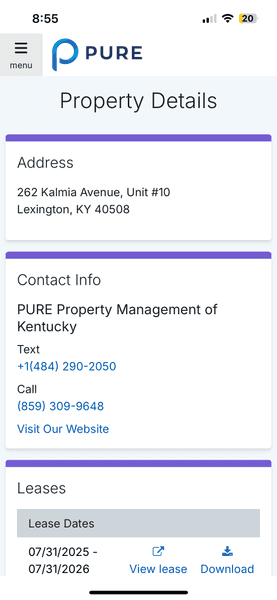 8:55
20
menu
PURE
Property Details
Address
262 Kalmia Avenue, Unit #10
Lexington, KY 40508
Contact Info
PURE Property Management of
Kentucky
Text
+1(484) 290-2050
Call
(859) 309-9648
Visit Our Website
Leases
Lease Dates
07/31/2025 -
07/31/2026
View lease
Download